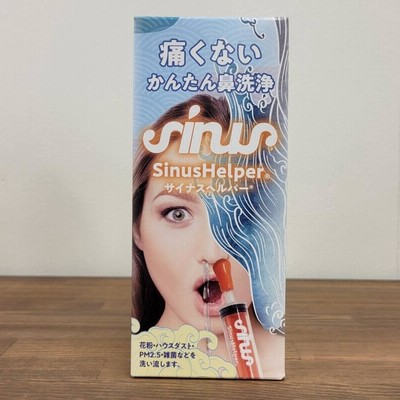 痛くない
かんたん鼻洗浄
sinus
SinusHelper®
サイナスヘルパー®
sinus
SinusHelper
花粉・ハウスダスト・
PM2.5・雑菌などを
洗い流します。